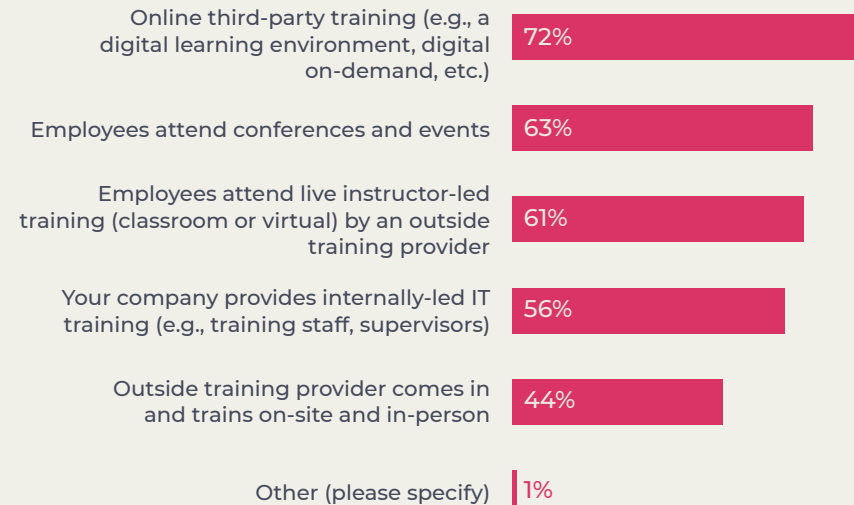 Online third-party training (e.g., a
digital learning environment, digital
on-demand, etc.)
72%
Employees attend conferences and events
63%
Employees attend live instructor-led
training (classroom or virtual) by an outside
training provider
61%
Your company provides internally-led IT
training (e.g., training staff, supervisors)
56%
Outside training provider comes in
and trains on-site and in-person
44%
Other (please specify)
1%